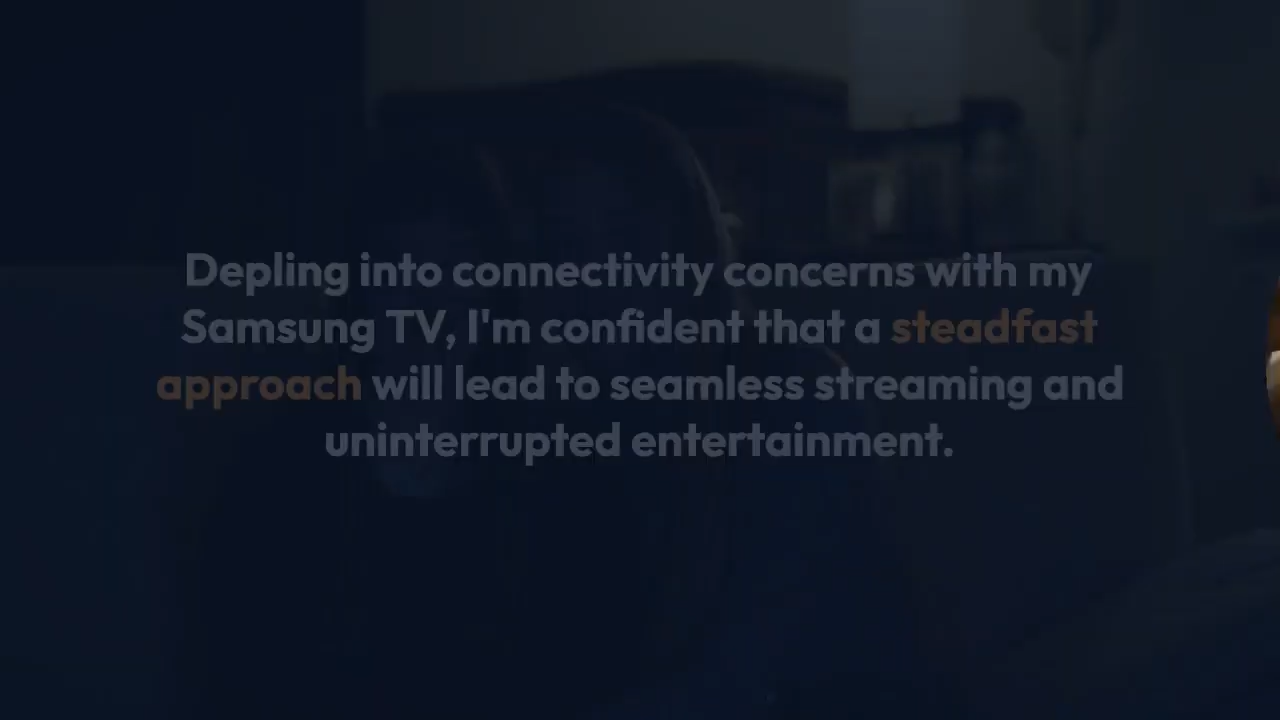 Depling into connectivity concerns with my
Samsung TV, I'm confident that a steadfast
approach will lead to seamless streaming and
uninterrupted entertainment.